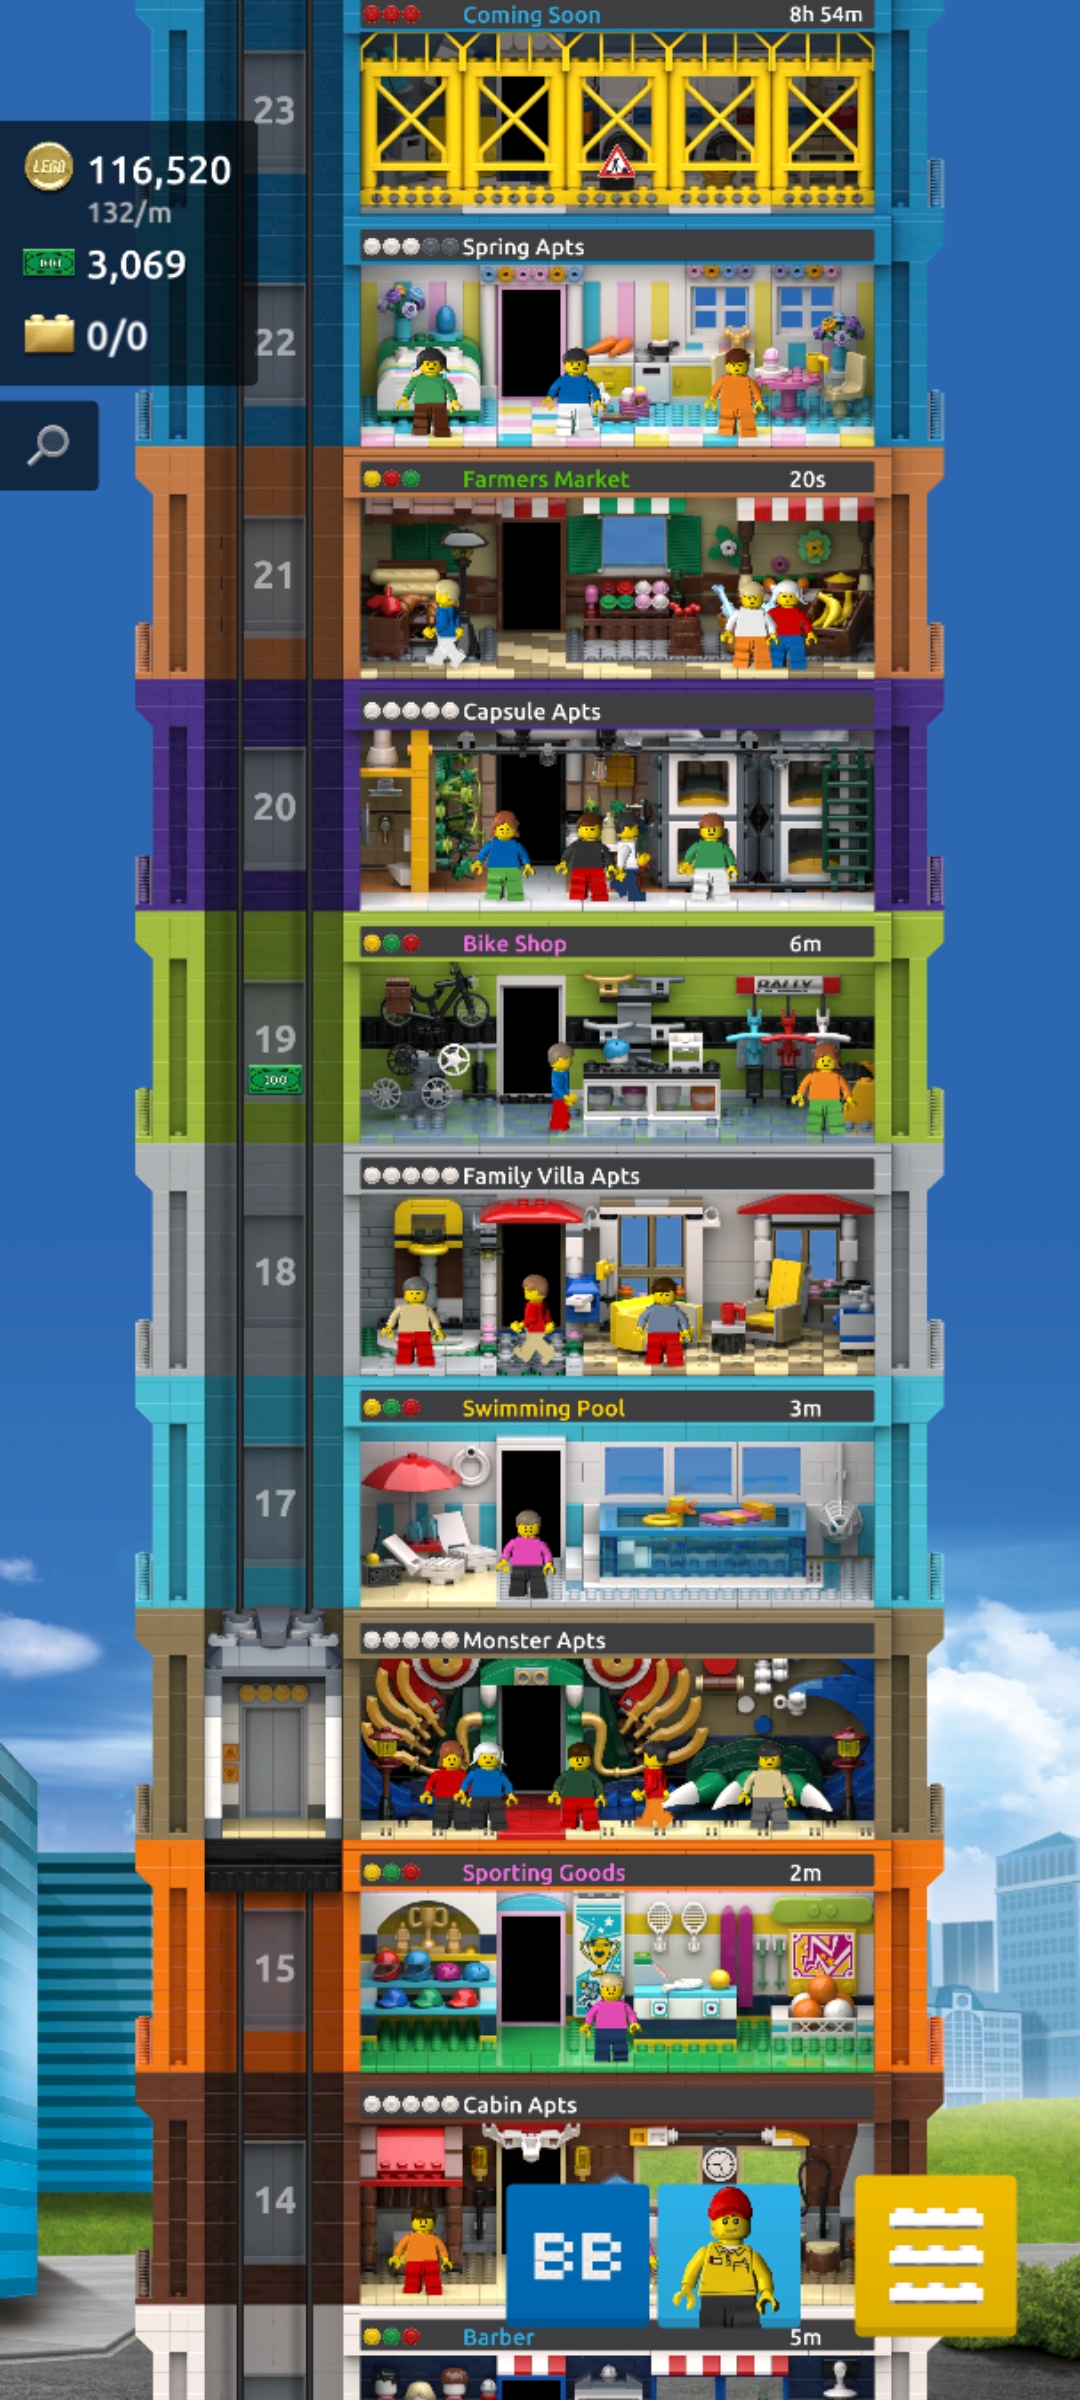 Coming Soon 8h 54m
23
LEGO 116,520
132/m
3,069
0/0
Spring Apts
22
Farmers Market 20s
21
Capsule Apts
20
Bike Shop 6m
RALLY
19
100
Family Villa Apts
18
Swimming Pool 3m
17
Monster Apts
Sporting Goods 2m
15
Cabin Apts
14
BB
Barber 5m